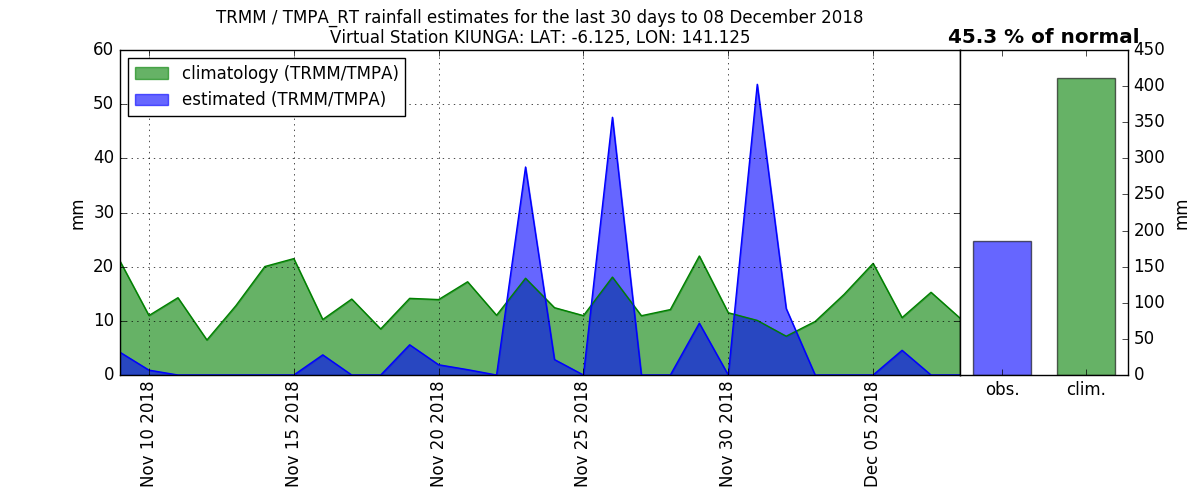 TRMM / TMPA_RT rainfall estimates for the last 30 days to 08 December 2018
Virtual Station KIUNGA: LAT: -6.125, LON: 141.125
45.3 % of normal
climatology (TRMM/TMPA)
estimated (TRMM/TMPA)
60
50
40
30
20
10
0
mm
Nov 10 2018
Nov 15 2018
Nov 20 2018
Nov 25 2018
Nov 30 2018
Dec 05 2018
obs.
clim.
450
400
350
300
250
200
150
100
50
0
mm